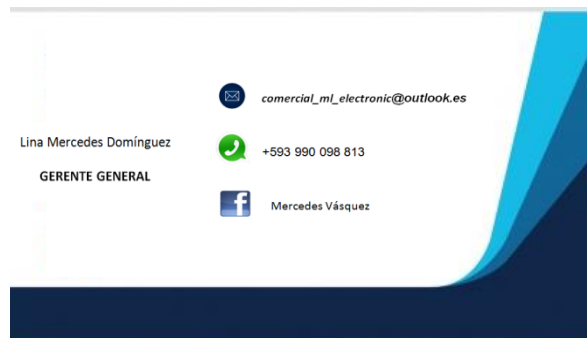 comercial_ml_electronic@outlook.es
Lina Mercedes Domínguez
+593 990 098 813
GERENTE GENERAL
Mercedes Vásquez